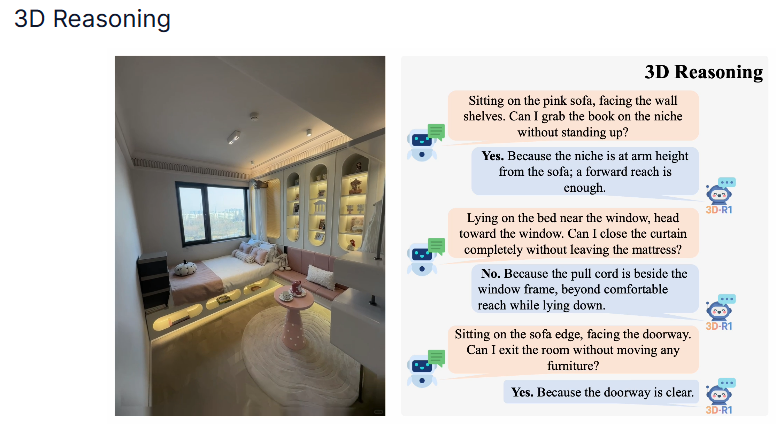 3D Reasoning
3D Reasoning
Sitting on the pink sofa, facing the wall
shelves. Can I grab the book on the niche
without standing up?
Yes. Because the niche is at arm height
from the sofa; a forward reach is
enough.
3D-R1
Lying on the bed near the window, head
toward the window. Can I close the curtain
completely without leaving the mattress?
No. Because the pull cord is beside the
window frame, beyond comfortable
reach while lying down.
3D-R1
Sitting on the sofa edge, facing the doorway.
Can I exit the room without moving any
furniture?
Yes. Because the doorway is clear.
3D-R1